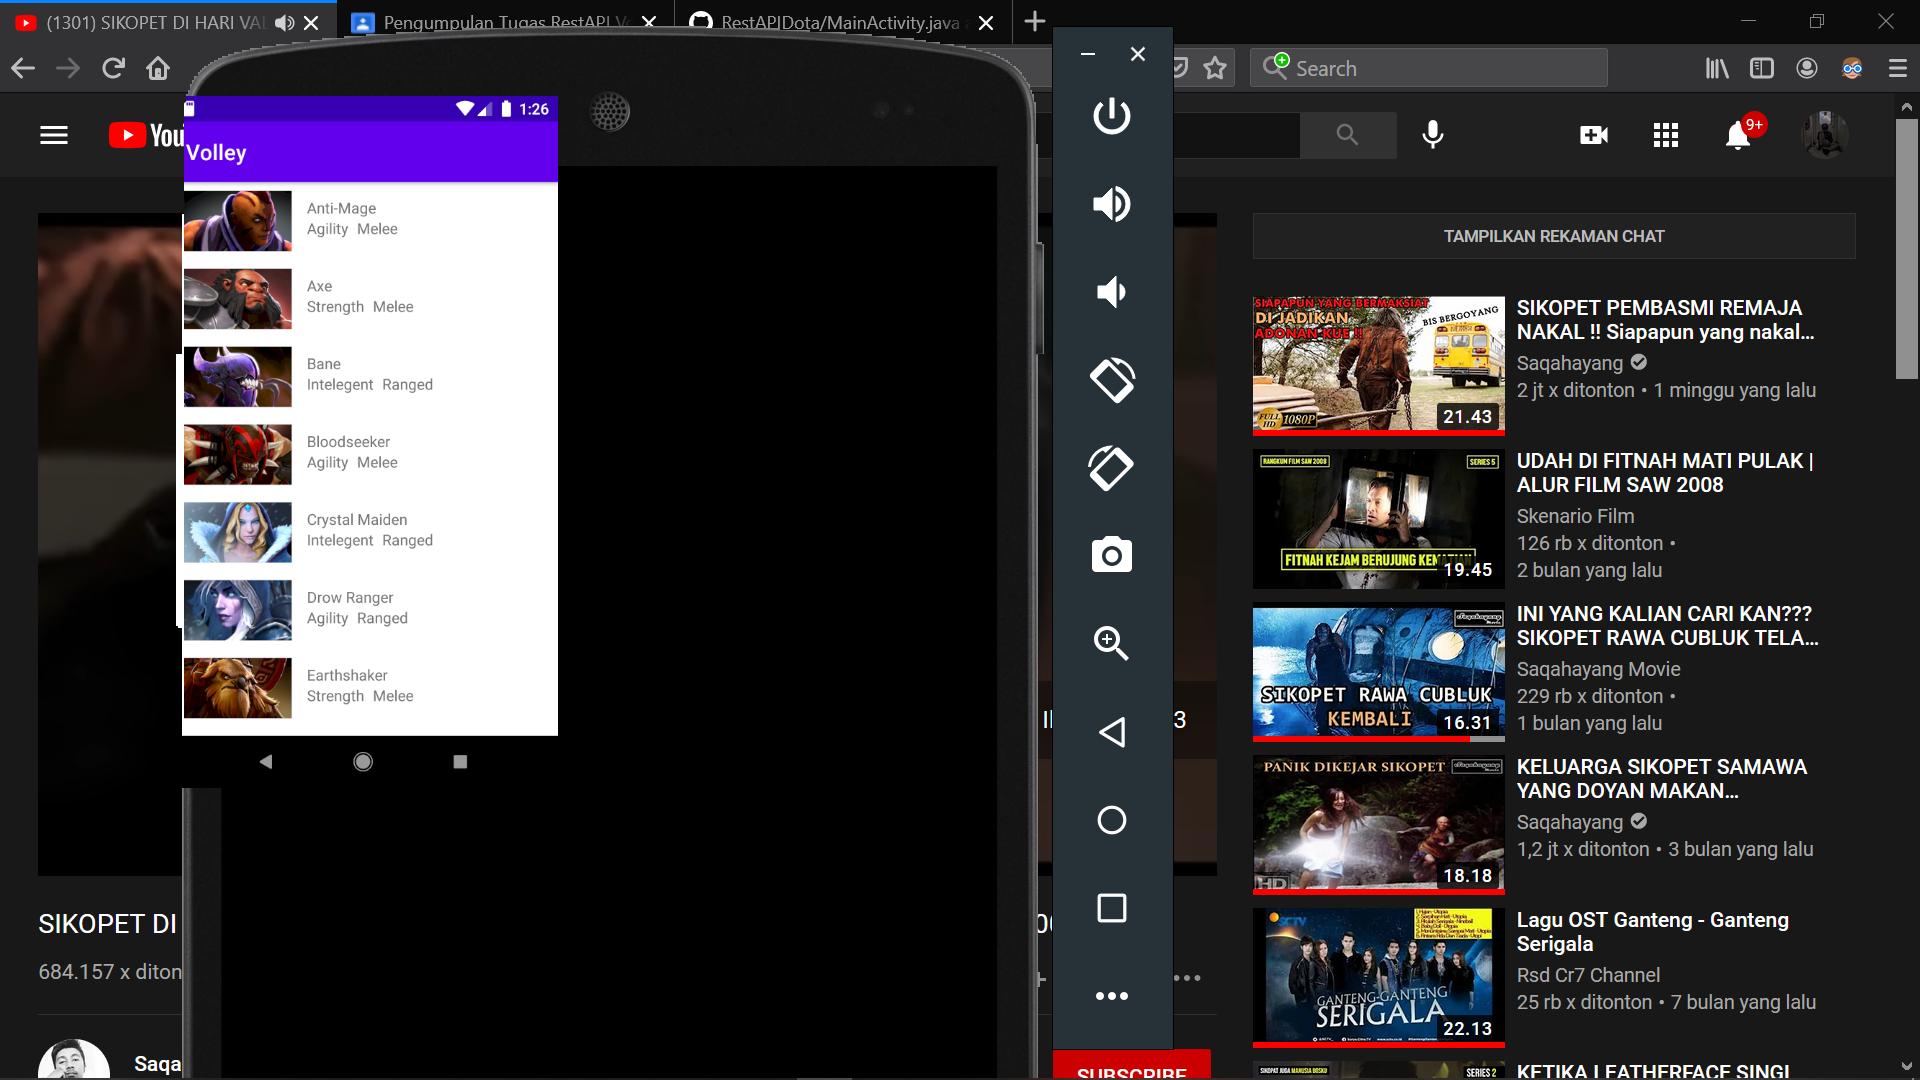 (1301) SIKOPET DI HARI VAL
Pengumpulan Tugas RestAPI Vo
RestAPIDota/MainActivity.java
Search
You
9+
1:26
Volley
Anti-Mage
Agility Melee
Axe
Strength Melee
Bane
Intelegent Ranged
Bloodseeker
Agility Melee
Crystal Maiden
Intelegent Ranged
Drow Ranger
Agility Ranged
Earthshaker
Strength Melee
SIKOPET DI
684.157 x diton
Saqa
3
SUBSCRIBE
TAMPILKAN REKAMAN CHAT
SIAPAPUN YANG BERMAKSIAT
DI JADIKAN
ADONAN KUE !!
BIS BERGOYANG
FULL HD 1080P
21.43
SIKOPET PEMBASMI REMAJA
NAKAL !! Siapapun yang nakal...
Saqahayang
2 jt x ditonton • 1 minggu yang lalu
RANGKUM FILM SAW 2008
SERIES 5
FITNAH KEJAM BERUJUNG KEMATIAN
19.45
UDAH DI FITNAH MATI PULAK |
ALUR FILM SAW 2008
Skenario Film
126 rb x ditonton •
2 bulan yang lalu
SIKOPET RAWA CUBLUK
KEMBALI
16.31
INI YANG KALIAN CARI KAN???
SIKOPET RAWA CUBLUK TELA...
Saqahayang Movie
229 rb x ditonton •
1 bulan yang lalu
PANIK DIKEJAR SIKOPET
HD
18.18
KELUARGA SIKOPET SAMAWA
YANG DOYAN MAKAN...
Saqahayang
1,2 jt x ditonton • 3 bulan yang lalu
SCTV
GANTENG-GANTENG
SERIGALA
22.13
Lagu OST Ganteng - Ganteng
Serigala
Rsd Cr7 Channel
25 rb x ditonton • 7 bulan yang lalu
SERIES 2
KETIKA LEATHERFACE SINGL